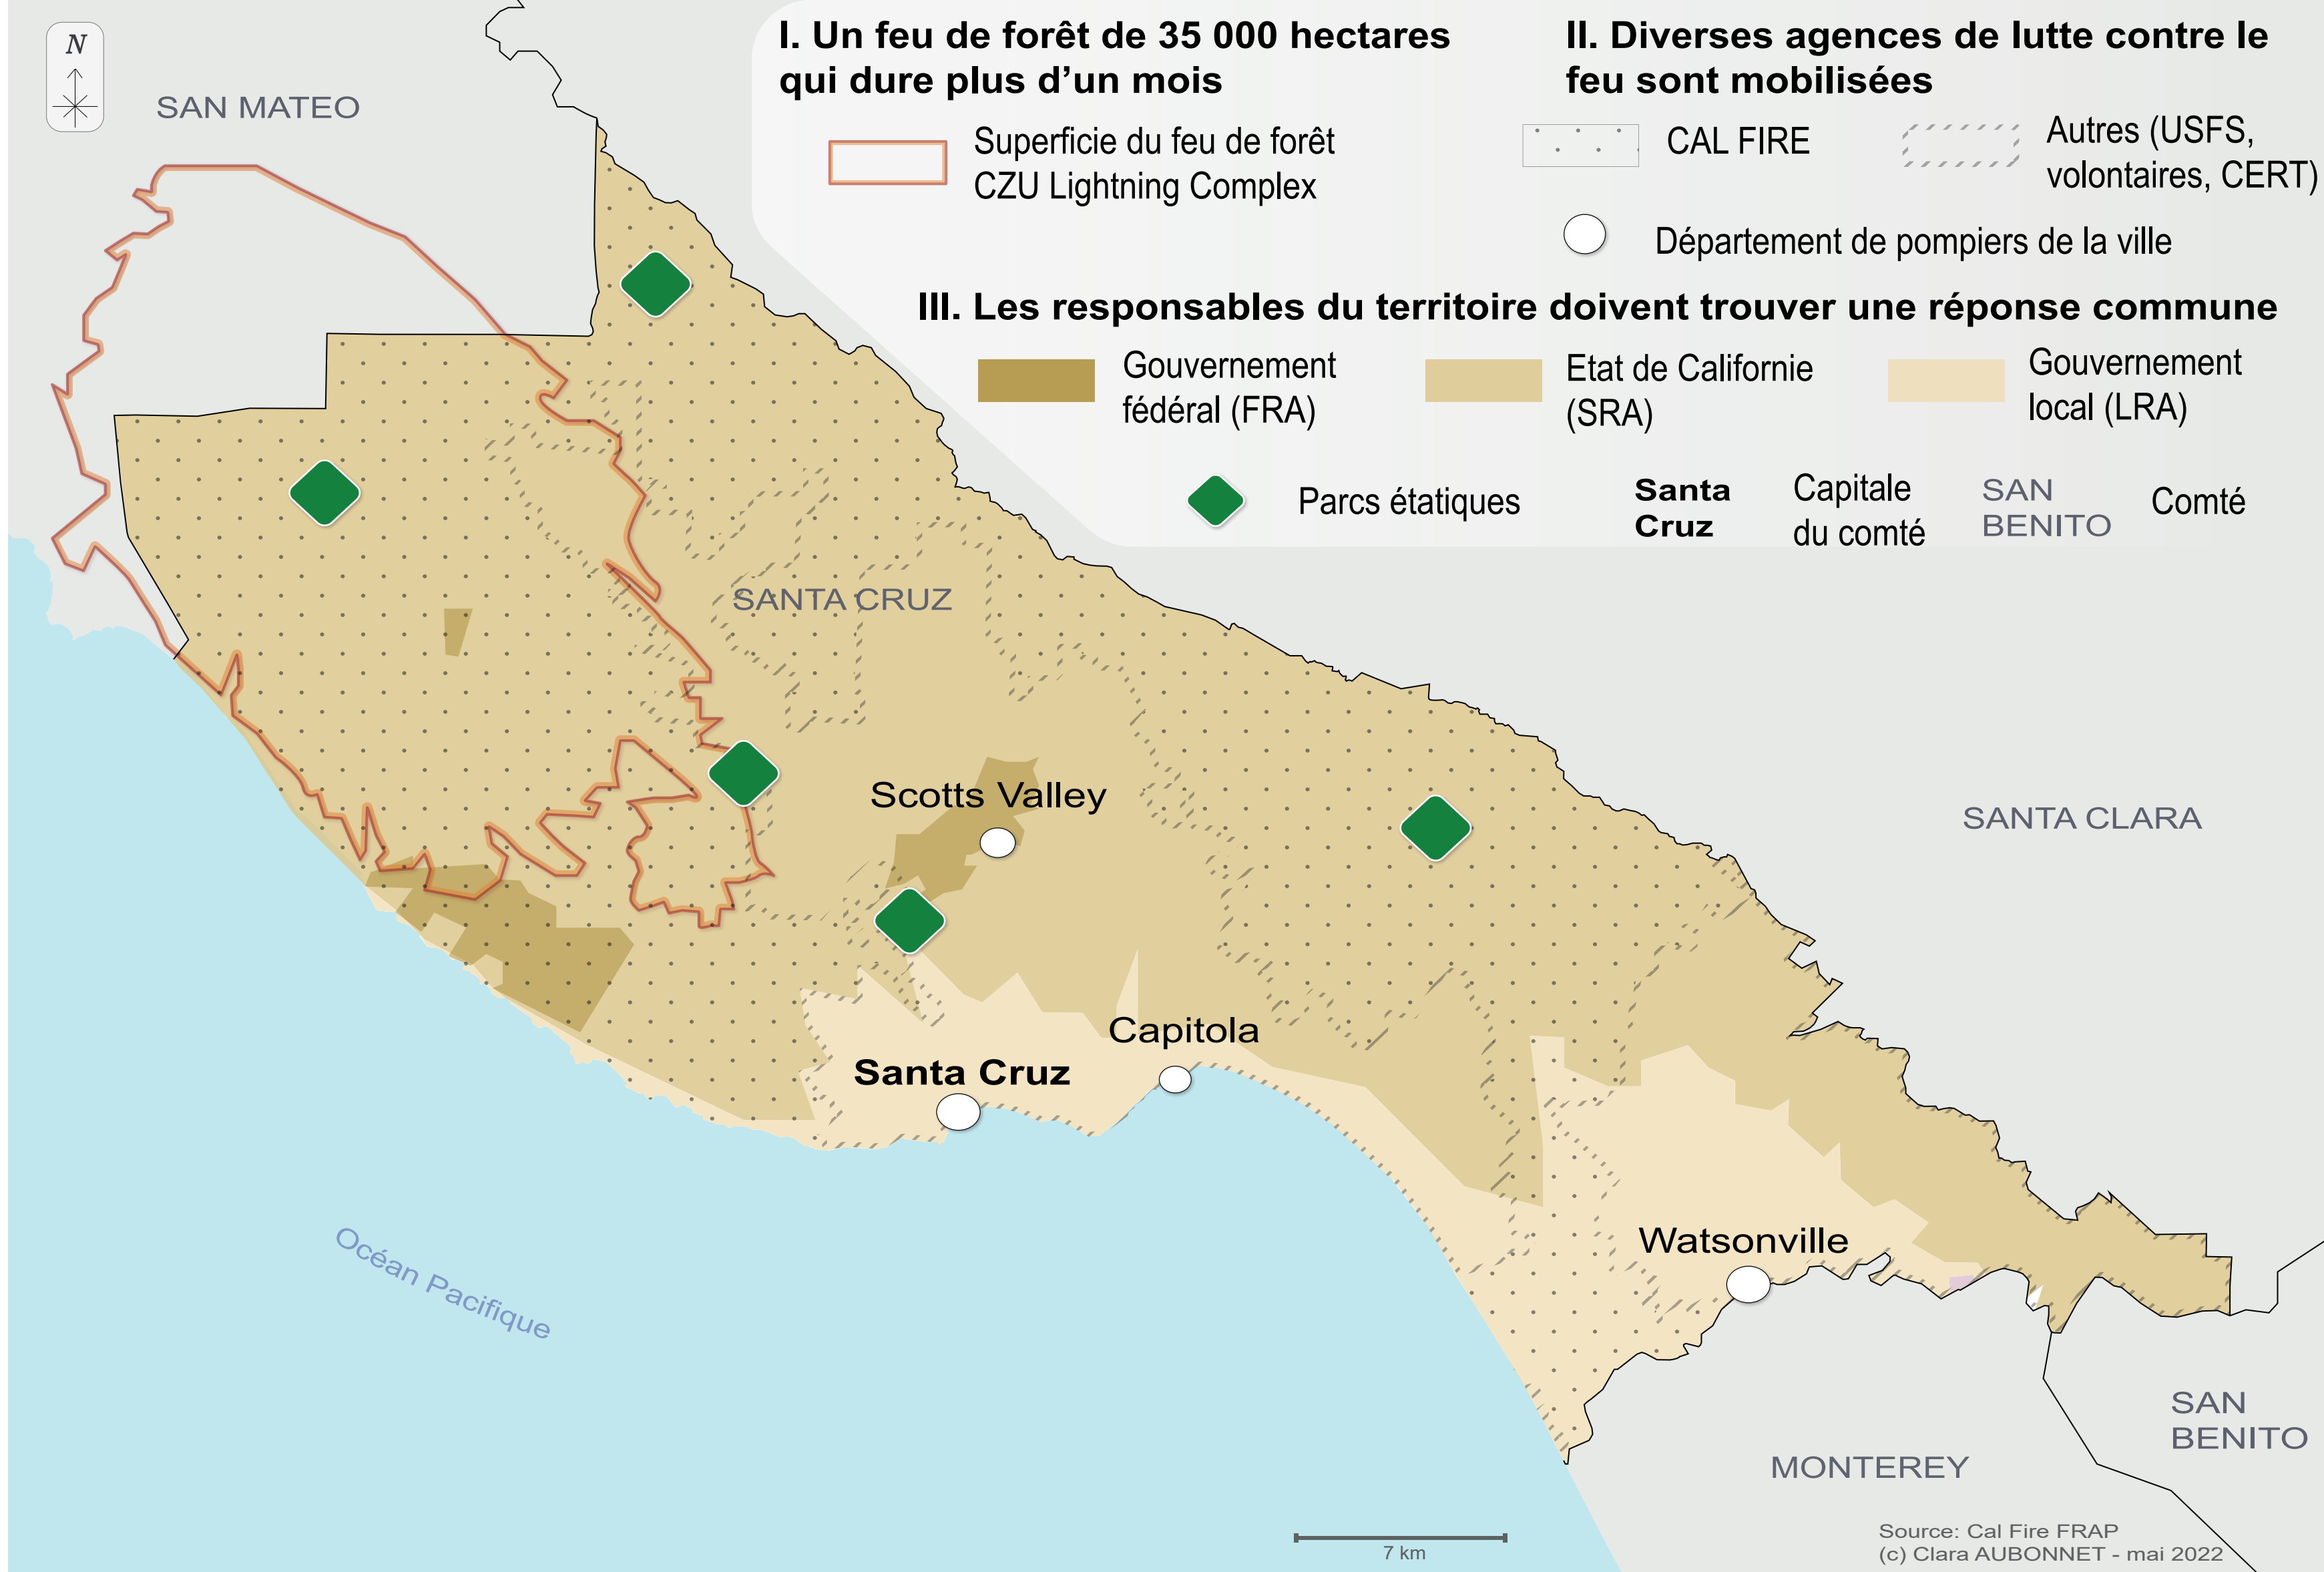 N
SAN MATEO
I. Un feu de forêt de 35 000 hectares
qui dure plus d’un mois
Superficie du feu de forêt
CZU Lightning Complex
II. Diverses agences de lutte contre le
feu sont mobilisées
CAL FIRE
Autres (USFS,
volontaires, CERT)
Département de pompiers de la ville
III. Les responsables du territoire doivent trouver une réponse commune
Gouvernement
fédéral (FRA)
Etat de Californie
(SRA)
Gouvernement
local (LRA)
Parcs étatiques
Santa
Cruz
Capitale
du comté
SAN
BENITO
Comté
SANTA CRUZ
Scotts Valley
SANTA CLARA
Capitola
Santa Cruz
Watsonville
Océan Pacifique
SAN
BENITO
MONTEREY
7 km
Source: Cal Fire FRAP
(c) Clara AUBONNET - mai 2022